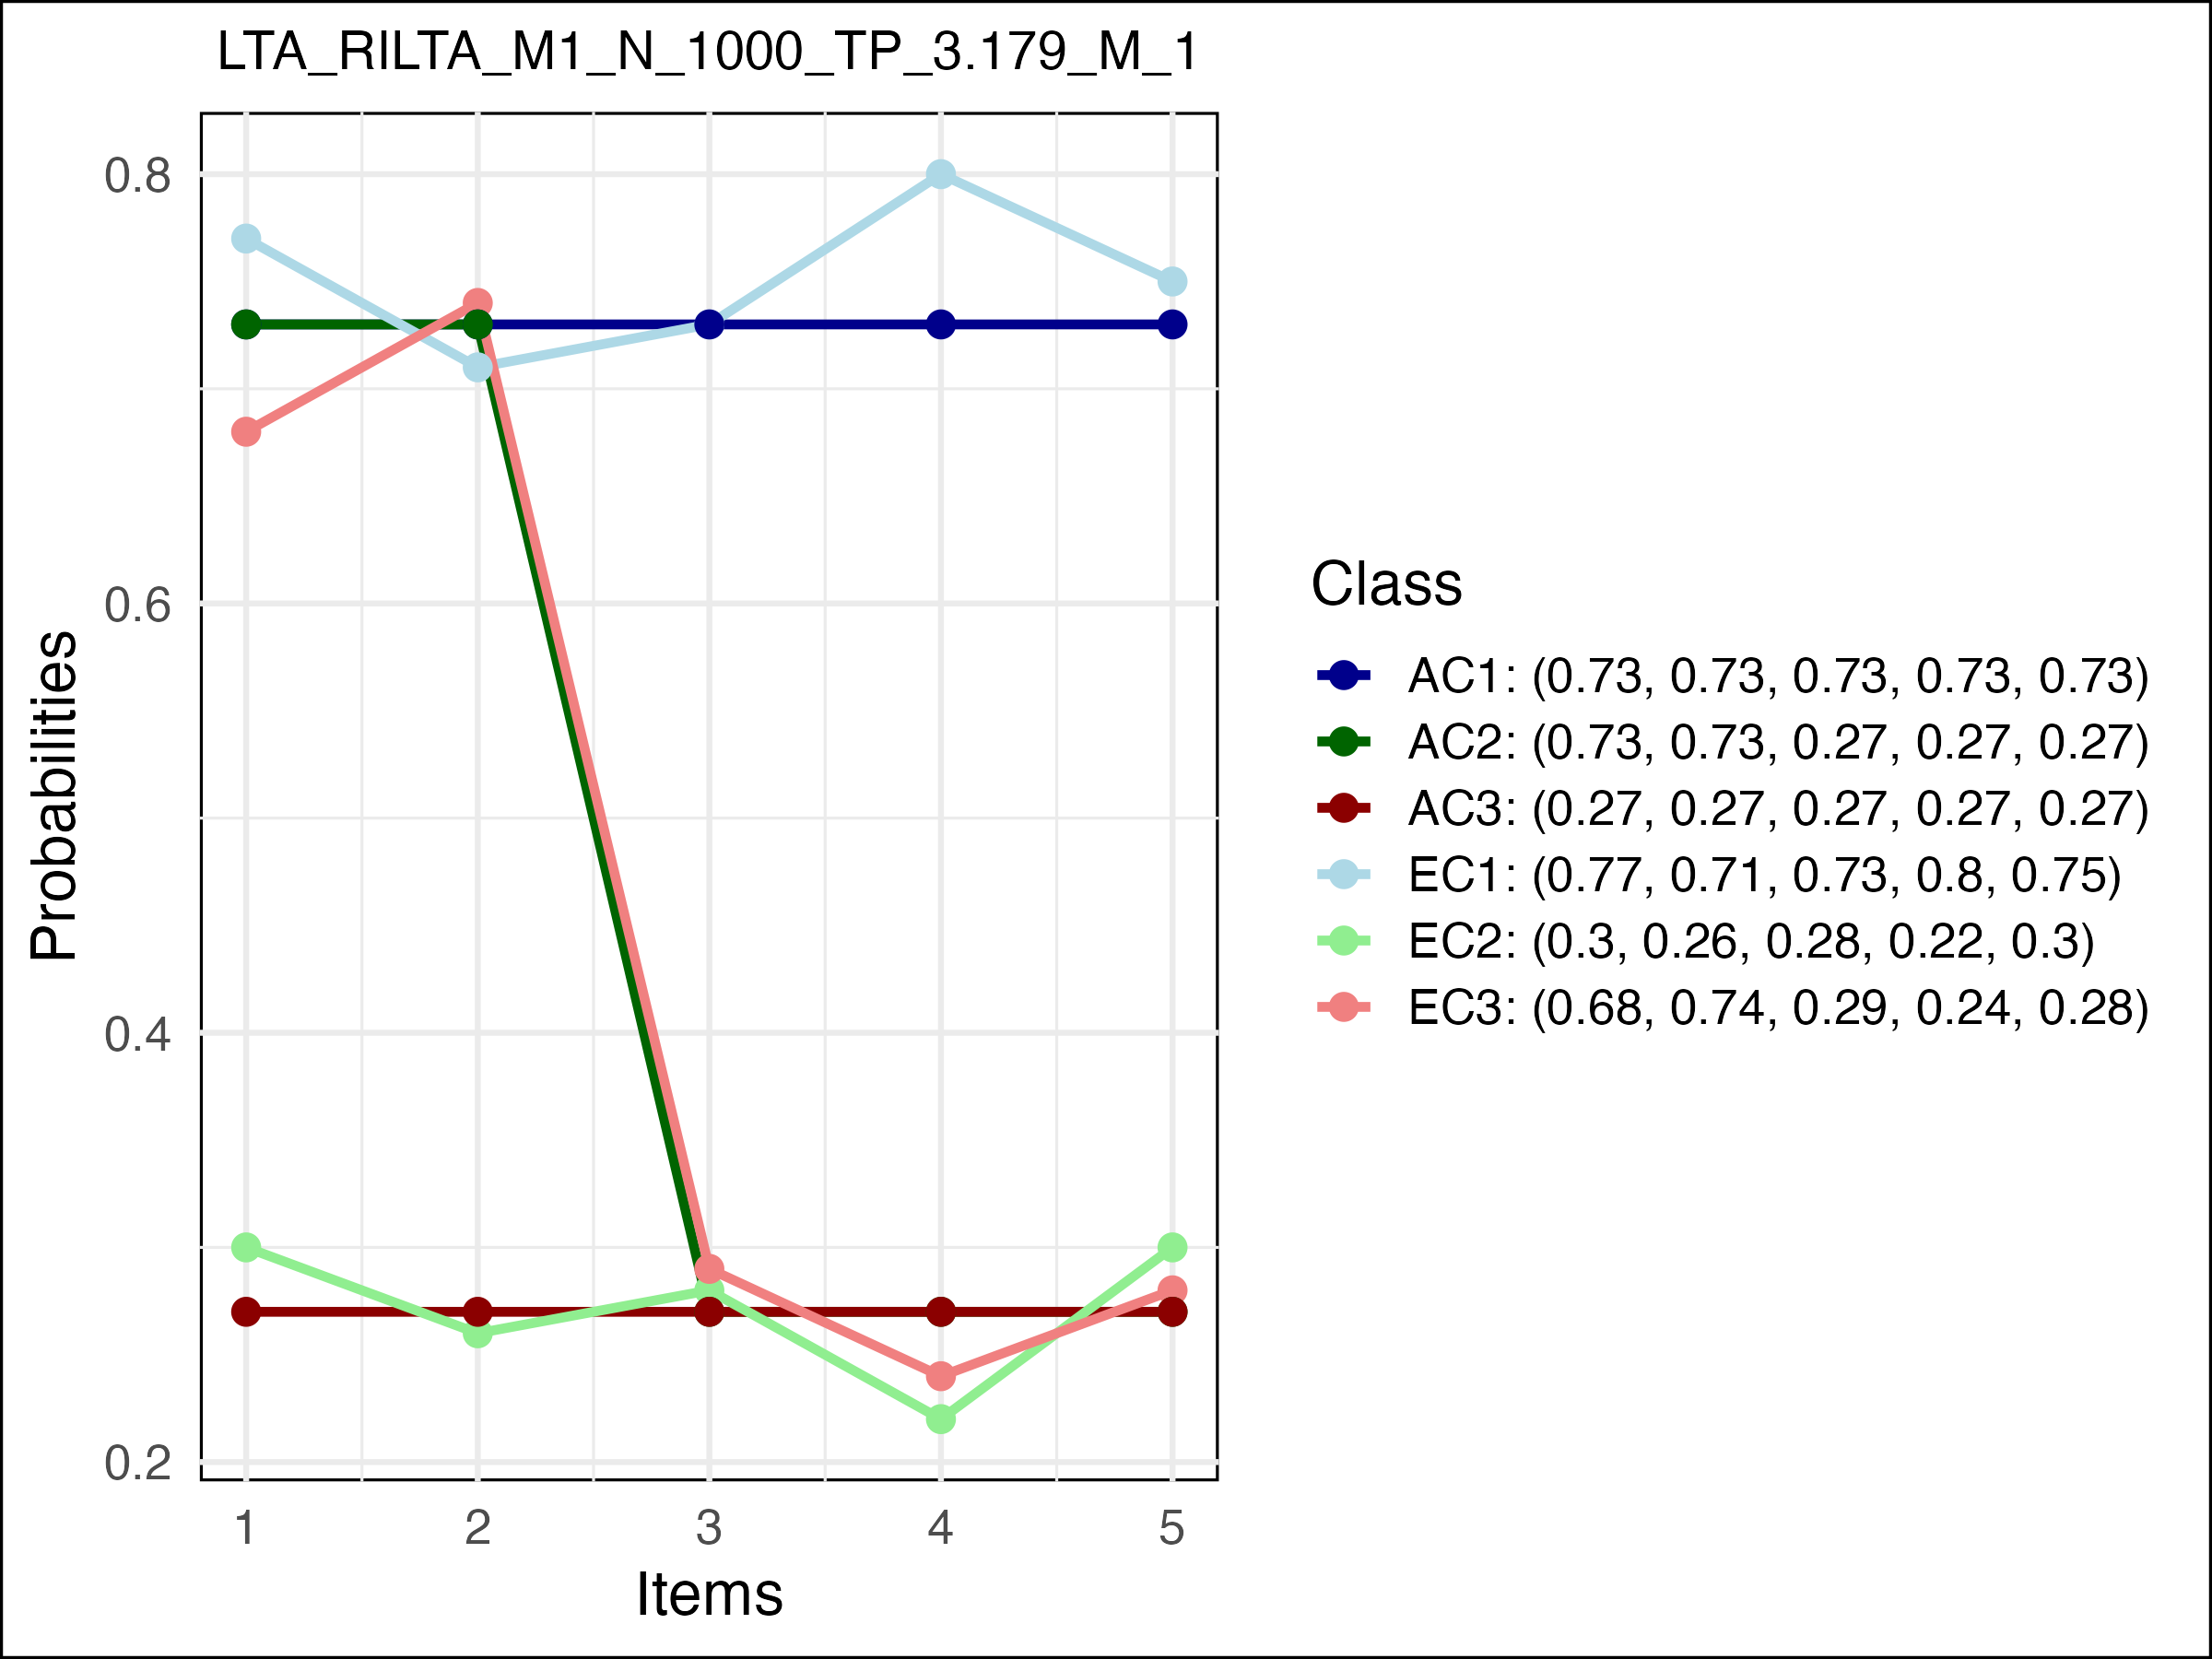 LTA_RILTA_M1_N_1000_TP_3.179_M_1
0.8
0.6
0.4
0.2
Probabilities
1 2 3 4 5
Items
Class
AC1: (0.73, 0.73, 0.73, 0.73, 0.73)
AC2: (0.73, 0.73, 0.27, 0.27, 0.27)
AC3: (0.27, 0.27, 0.27, 0.27, 0.27)
EC1: (0.77, 0.71, 0.73, 0.8, 0.75)
EC2: (0.3, 0.26, 0.28, 0.22, 0.3)
EC3: (0.68, 0.74, 0.29, 0.24, 0.28)